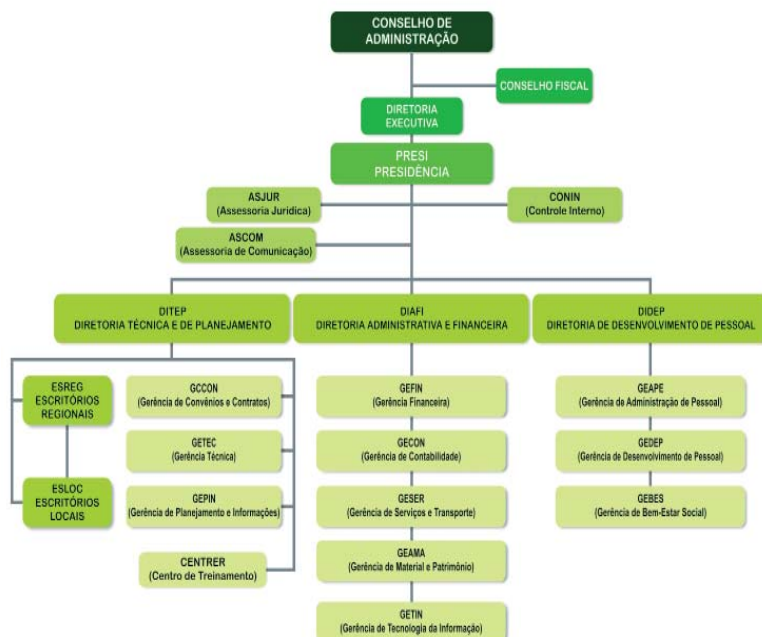 CONSELHO DE
ADMINISTRAÇÃO
CONSELHO FISCAL
DIRETORIA
EXECUTIVA
PRESI
PRESIDÊNCIA
ASJUR
(Assessoria Jurídica)
CONIN
(Controle Interno)
ASCOM
(Assessoria de Comunicação)
DITEP
DIRETORIA TÉCNICA E DE PLANEJAMENTO
DIAFI
DIRETORIA ADMINISTRATIVA E FINANCEIRA
DIDEP
DIRETORIA DE DESENVOLVIMENTO DE PESSOAL
ESREG
ESCRITÓRIOS
REGIONAIS
ESLOC
ESCRITÓRIOS
LOCAIS
GCCON
(Gerência de Convênios e Contratos)
GETEC
(Gerência Técnica)
GEPIN
(Gerência de Planejamento e Informações)
CENTRER
(Centro de Treinamento)
GEFIN
(Gerência Financeira)
GECON
(Gerência de Contabilidade)
GESER
(Gerência de Serviços e Transporte)
GEAMA
(Gerência de Material e Patrimônio)
GETIN
(Gerência de Tecnologia da Informação)
GEAPE
(Gerência de Administração de Pessoal)
GEDEP
(Gerência de Desenvolvimento de Pessoal)
GEBES
(Gerência de Bem-Estar Social)